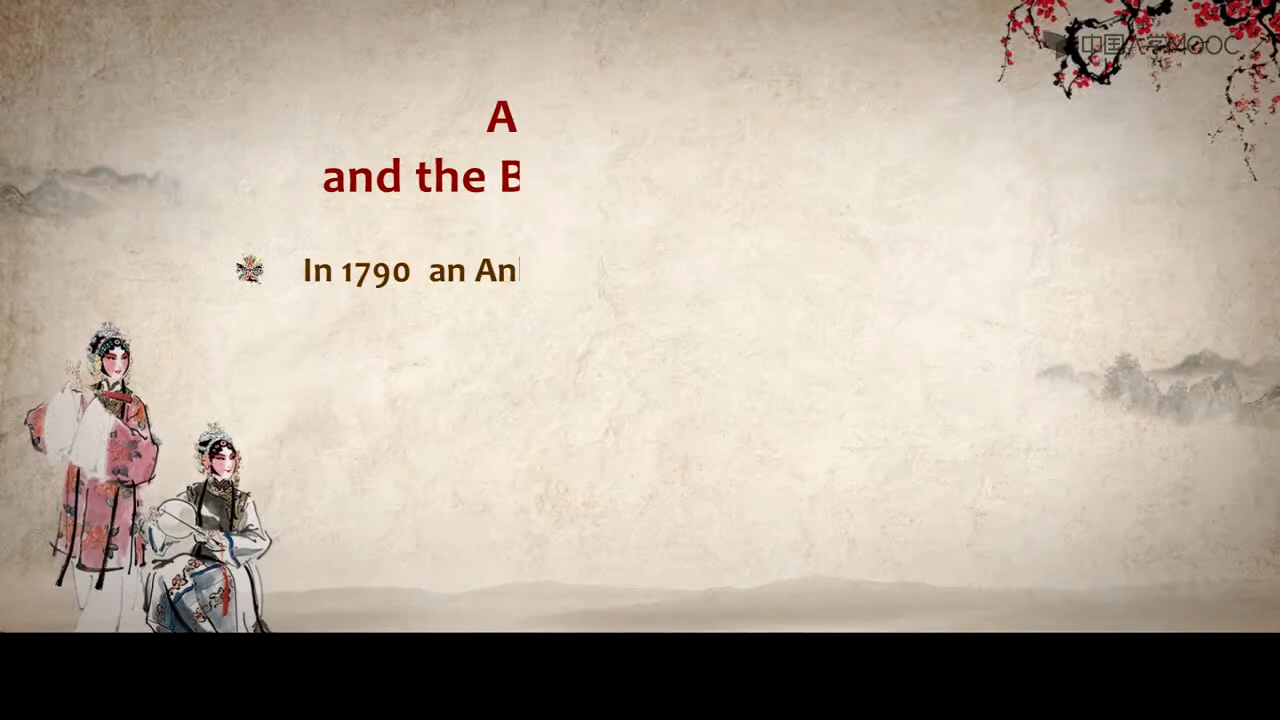 中国大学MOOC
A
and the B
In 1790 an An